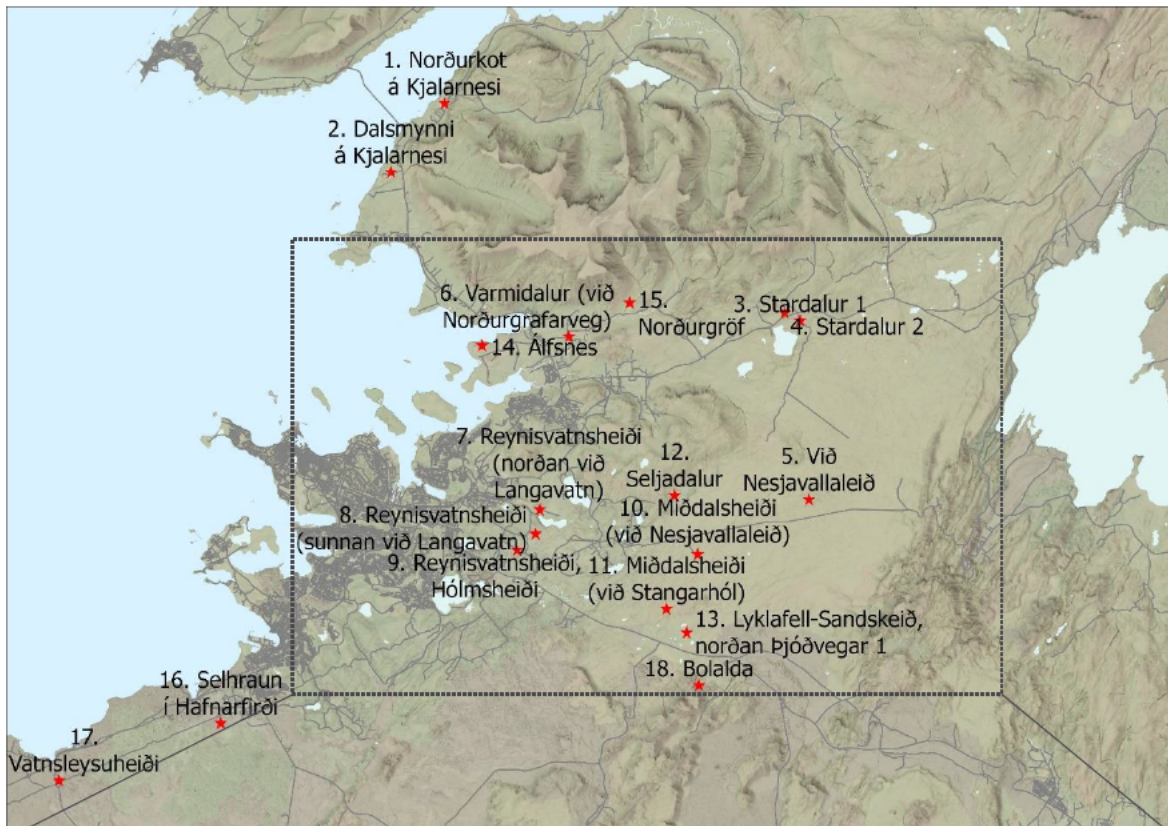 1. Norðurkot
á Kjalarnesi
2. Dalsmynni
á Kjalarnesi
6. Varmidalur (við
Norðurgrafarveg)
15.
Norðurgröf
3. Stardalur 1
4. Stardalur 2
14. Álfsnes
7. Reynisvatnsheiði
(norðan við
Langavatn)
12.
Seljadalur
5. Við
Nesjavallaleið
8. Reynisvatnsheiði
(sunnan við Langavatn)
10. Miðdalsheiði
(við Nesjavallaleið)
9. Reynisvatnsheiði,
Hólmsheiði
11. Miðdalsheiði
(við Stangarhól)
13. Lyklafell-Sandskeið,
norðan Þjóðvegar 1
18. Bolalda
16. Selhraun
í Hafnarfirði
17.
Vatnsleysuheiði